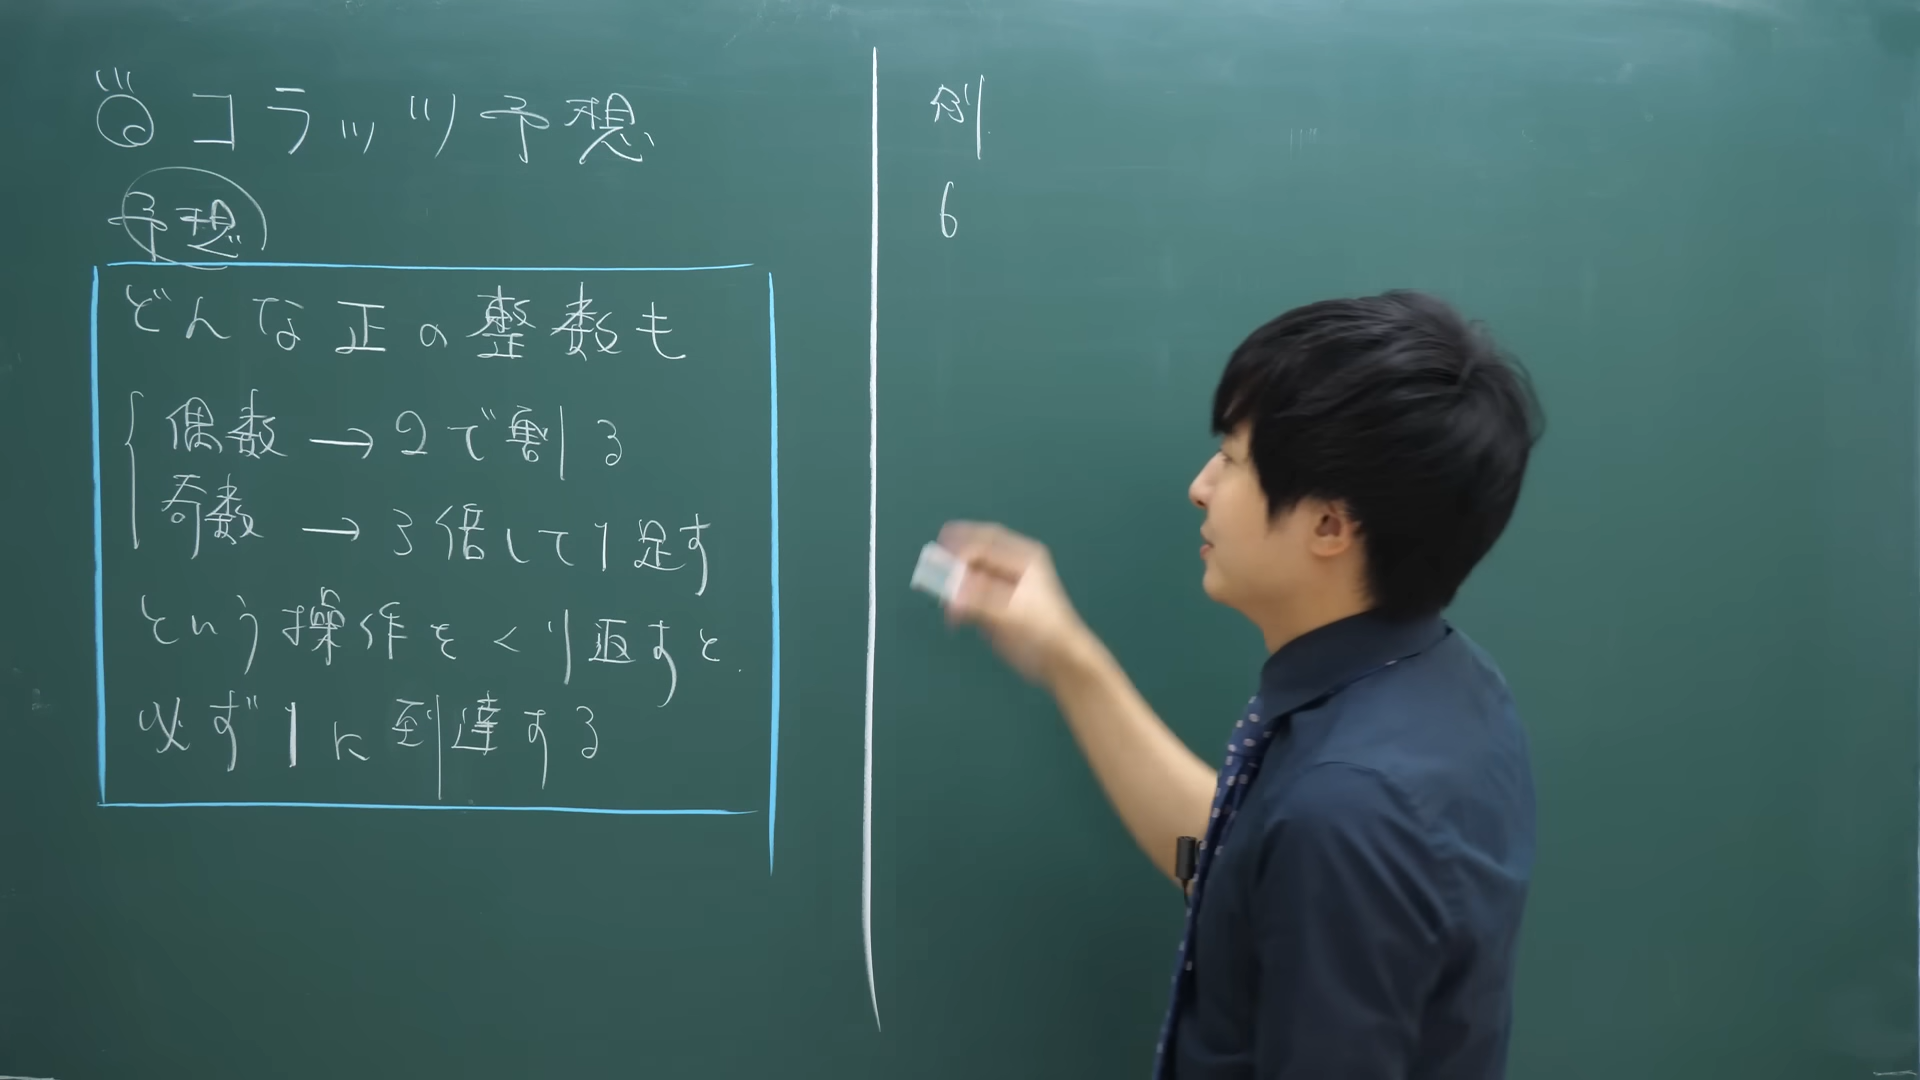 ◎コラッツ予想
予想
どんな正の整数も
偶数 → 2で割る
奇数 → 3倍して1足す
という操作をくり返すと
必ず1に到達する
例
6